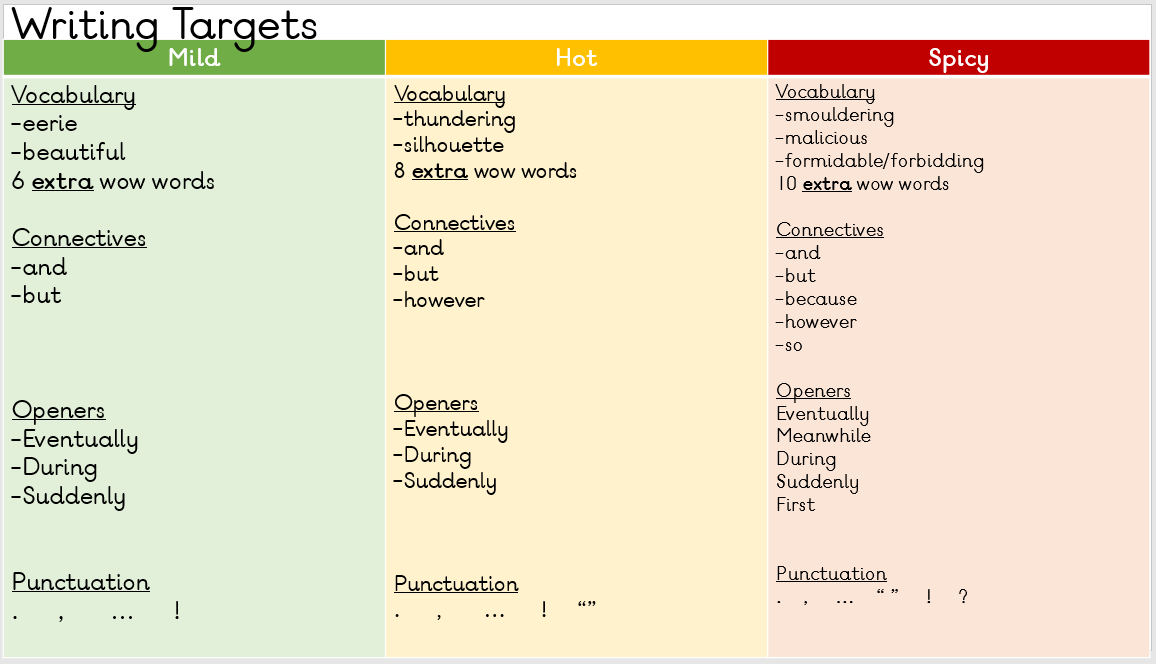 Writing Targets
Mild
Vocabulary
-eerie
-beautiful
6 extra wow words
Connectives
-and
-but
Openers
-Eventually
-During
-Suddenly
Punctuation
. , ... !
Hot
Vocabulary
-thundering
-silhouette
8 extra wow words
Connectives
-and
-but
-however
Openers
-Eventually
-During
-Suddenly
Punctuation
. , ... ! “”
Spicy
Vocabulary
-smouldering
-malicious
-formidable/forbidding
10 extra wow words
Connectives
-and
-but
-because
-however
-so
Openers
Eventually
Meanwhile
During
Suddenly
First
Punctuation
. , ... “ ” ! ?